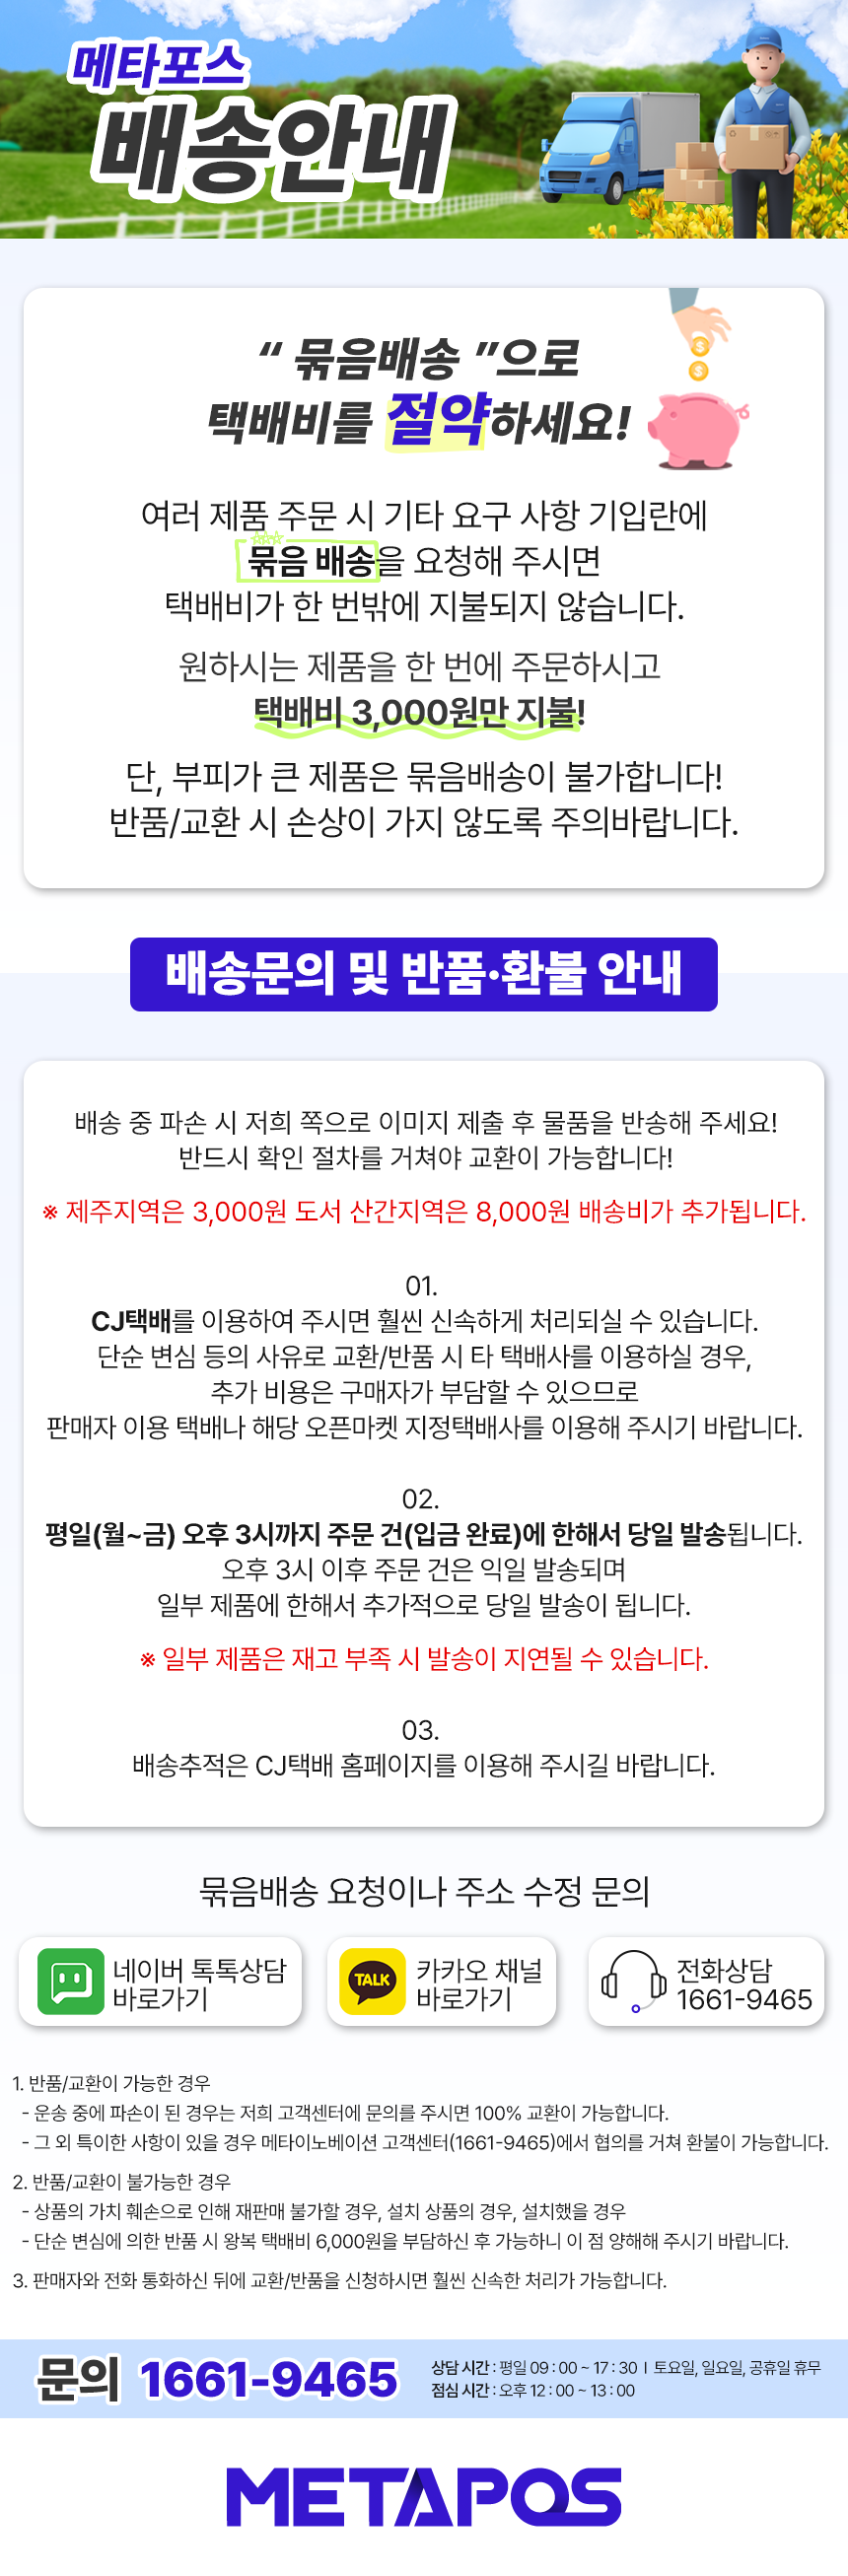 메타포스
배송안내
“ 묶음배송 ”으로
택배비를 절약하세요!
여러 제품 주문 시 기타 요구 사항 기입란에
묶음 배송을 요청해 주시면
택배비가 한 번밖에 지불되지 않습니다.
원하시는 제품을 한 번에 주문하시고
택배비 3,000원만 지불!
단, 부피가 큰 제품은 묶음배송이 불가합니다!
반품/교환 시 손상이 가지 않도록 주의바랍니다.
배송문의 및 반품·환불 안내
배송 중 파손 시 저희 쪽으로 이미지 제출 후 물품을 반송해 주세요!
반드시 확인 절차를 거쳐야 교환이 가능합니다!
※ 제주지역은 3,000원 도서 산간지역은 8,000원 배송비가 추가됩니다.
01.
CJ택배를 이용하여 주시면 훨씬 신속하게 처리되실 수 있습니다.
단순 변심 등의 사유로 교환/반품 시 타 택배사를 이용하실 경우,
추가 비용은 구매자가 부담할 수 있으므로
판매자 이용 택배나 해당 오픈마켓 지정택배사를 이용해 주시기 바랍니다.
02.
평일(월~금) 오후 3시까지 주문 건(입금 완료)에 한해서 당일 발송됩니다.
오후 3시 이후 주문 건은 익일 발송되며
일부 제품에 한해서 추가적으로 당일 발송이 됩니다.
※ 일부 제품은 재고 부족 시 발송이 지연될 수 있습니다.
03.
배송추적은 CJ택배 홈페이지를 이용해 주시길 바랍니다.
묶음배송 요청이나 주소 수정 문의
네이버 톡톡상담
바로가기
TALK
카카오 채널
바로가기
전화상담
1661-9465
1. 반품/교환이 가능한 경우
- 운송 중에 파손이 된 경우는 저희 고객센터에 문의를 주시면 100% 교환이 가능합니다.
- 그 외 특이한 사항이 있을 경우 메타이노베이션 고객센터(1661-9465)에서 협의를 거쳐 환불이 가능합니다.
2. 반품/교환이 불가능한 경우
- 상품의 가치 훼손으로 인해 재판매 불가할 경우, 설치 상품의 경우, 설치했을 경우
- 단순 변심에 의한 반품 시 왕복 택배비 6,000원을 부담하신 후 가능하니 이 점 양해해 주시기 바랍니다.
3. 판매자와 전화 통화하신 뒤에 교환/반품을 신청하시면 훨씬 신속한 처리가 가능합니다.
문의 1661-9465
상담 시간 : 평일 09 : 00 ~ 17 : 30 I 토요일, 일요일, 공휴일 휴무
점심 시간 : 오후 12 : 00 ~ 13 : 00
METAPOS